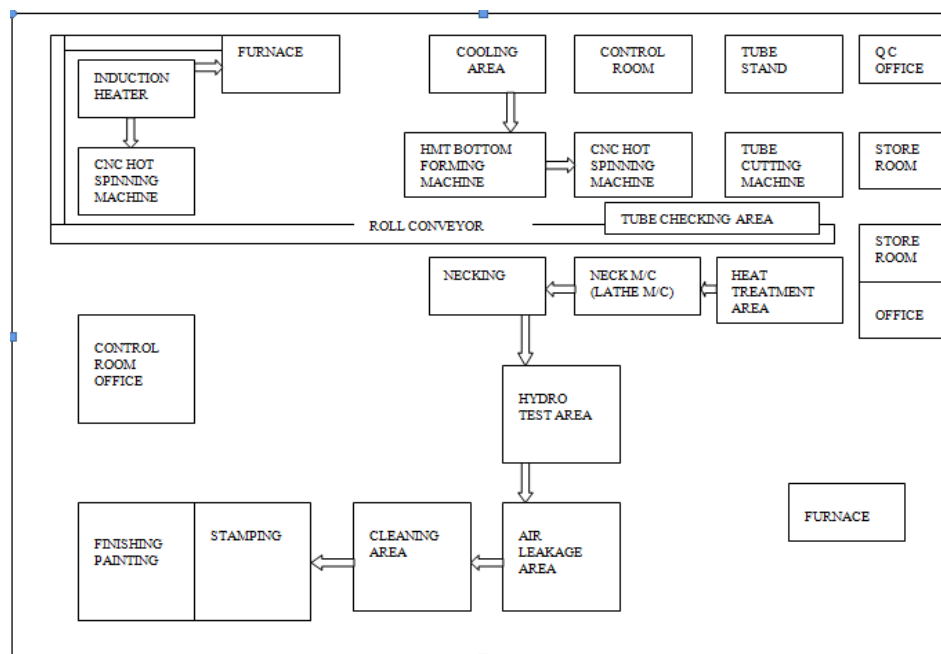 FURNACE
COOLING
AREA
CONTROL
ROOM
TUBE
STAND
Q C
OFFICE
INDUCTION
HEATER
CNC HOT
SPINNING
MACHINE
HMT BOTTOM
FORMING
MACHINE
CNC HOT
SPINNING
MACHINE
TUBE
CUTTING
MACHINE
STORE
ROOM
TUBE CHECKING AREA
ROLL CONVEYOR
STORE
ROOM
NECKING
NECK M/C
(LATHE M/C)
HEAT
TREATMENT
AREA
OFFICE
CONTROL
ROOM
OFFICE
HYDRO
TEST AREA
FURNACE
FINISHING
PAINTING
STAMPING
CLEANING
AREA
AIR
LEAKAGE
AREA